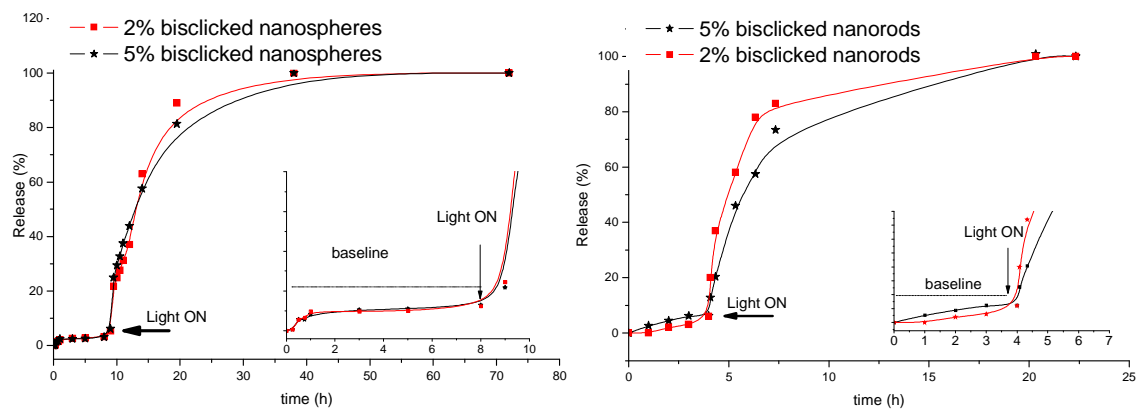 2% bisclicked nanospheres
5% bisclicked nanospheres
Release (%)
120
100
80
60
40
20
0
Light ON
baseline
Light ON
0 2 4 6 8 10
0 10 20 30 40 50 60 70 80
time (h)
5% bisclicked nanorods
2% bisclicked nanorods
Release (%)
100
80
60
40
20
0
Light ON
baseline
Light ON
0 1 2 3 4 5 6 7
0 5 10 15 20 25
time (h)